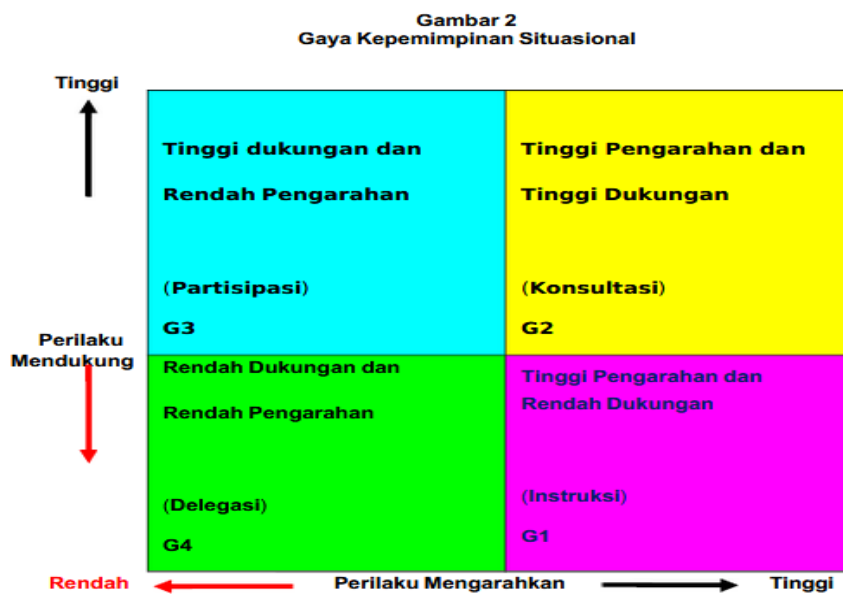 Gambar 2
Gaya Kepemimpinan Situasional
Tinggi
Tinggi dukungan dan
Rendah Pengarahan
(Partisipasi)
G3
Tinggi Pengarahan dan
Tinggi Dukungan
(Konsultasi)
G2
Perilaku
Mendukung
Rendah Dukungan dan
Rendah Pengarahan
(Delegasi)
G4
Tinggi Pengarahan dan
Rendah Dukungan
(Instruksi)
G1
Rendah
Perilaku Mengarahkan
Tinggi